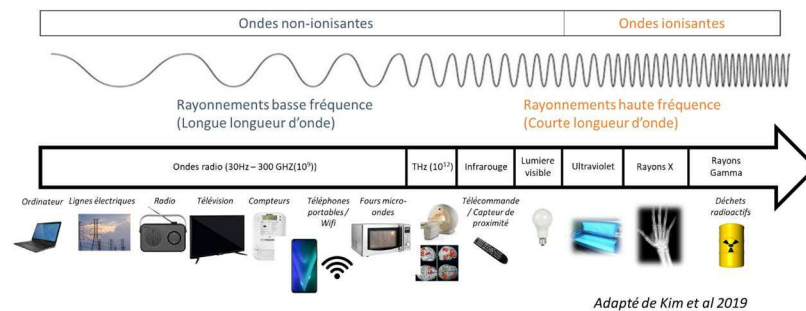 Ondes non-ionisantes
Ondes ionisantes
Rayonnements basse fréquence
(Longue longueur d'onde)
Rayonnements haute fréquence
(Courte longueur d'onde)
Ondes radio (30Hz – 300 GHZ(10⁹))
THz (10¹²)
Infrarouge
Lumiere
visible
Ultraviolet
Rayons X
Rayons
Gamma
Ordinateur
Lignes électriques
Radio
Télévision
Compteurs
Téléphones
portables /
Wifi
Fours micro-
ondes
Télécommande
/ Capteur de
proximité
Déchets
radioactifs
Adapté de Kim et al 2019